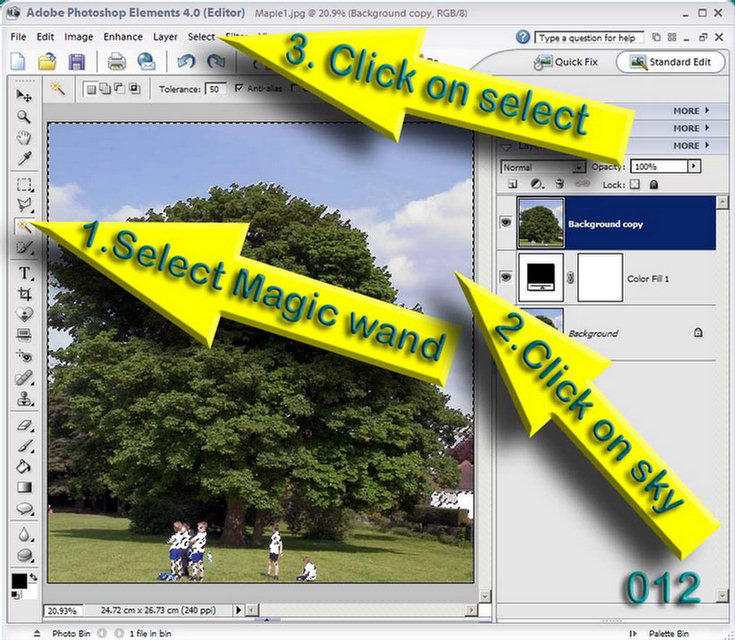 Adobe Photoshop Elements 4.0 (Editor) Maple1.jpg @ 20.9% (Background copy, RGB/8)
File Edit Image Enhance Layer Select
Type a question for help
Quick Fix Standard Edit
Tolerance: 50 Anti-alias
3. Click on select
MORE
MORE
MORE
Normal Opacity: 100%
Lock:
Background copy
1. Select Magic wand
Color Fill 1
2. Click on sky
Background
T
012
20.93% 24.72 cm x 26.73 cm (240 ppi)
Photo Bin 1 file in bin Palette Bin